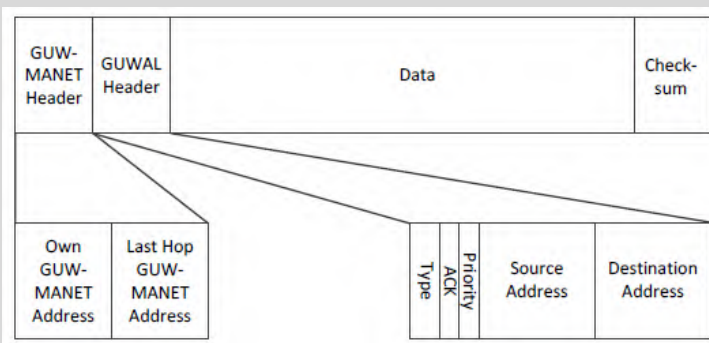 GUW-
MANET
Header
GUWAL
Header
Data
Check-
sum
Own
GUW-
MANET
Address
Last Hop
GUW-
MANET
Address
Type
ACK
Priority
Source
Address
Destination
Address